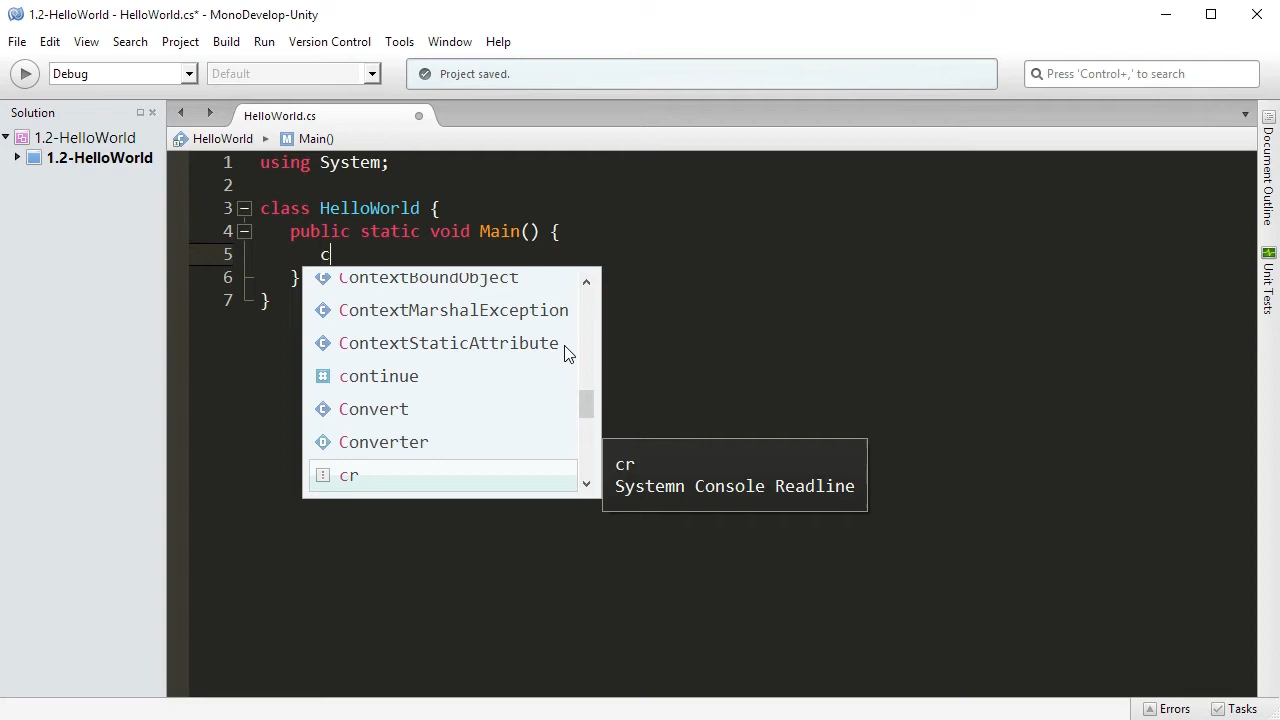 1.2-HelloWorld - HelloWorld.cs* - MonoDevelop-Unity
File Edit View Search Project Build Run Version Control Tools Window Help
Debug Default Project saved. Press 'Control+,' to search
Solution
HelloWorld.cs
1.2-HelloWorld
1.2-HelloWorld
HelloWorld Main()
1 using System;
2
3 class HelloWorld {
4 public static void Main() {
5 c
6 }
7 }
ContextBoundObject
ContextMarshalException
ContextStaticAttribute
continue
Convert
Converter
cr
cr
Systemn Console Readline
Document Outline
Unit Tests
Errors Tasks